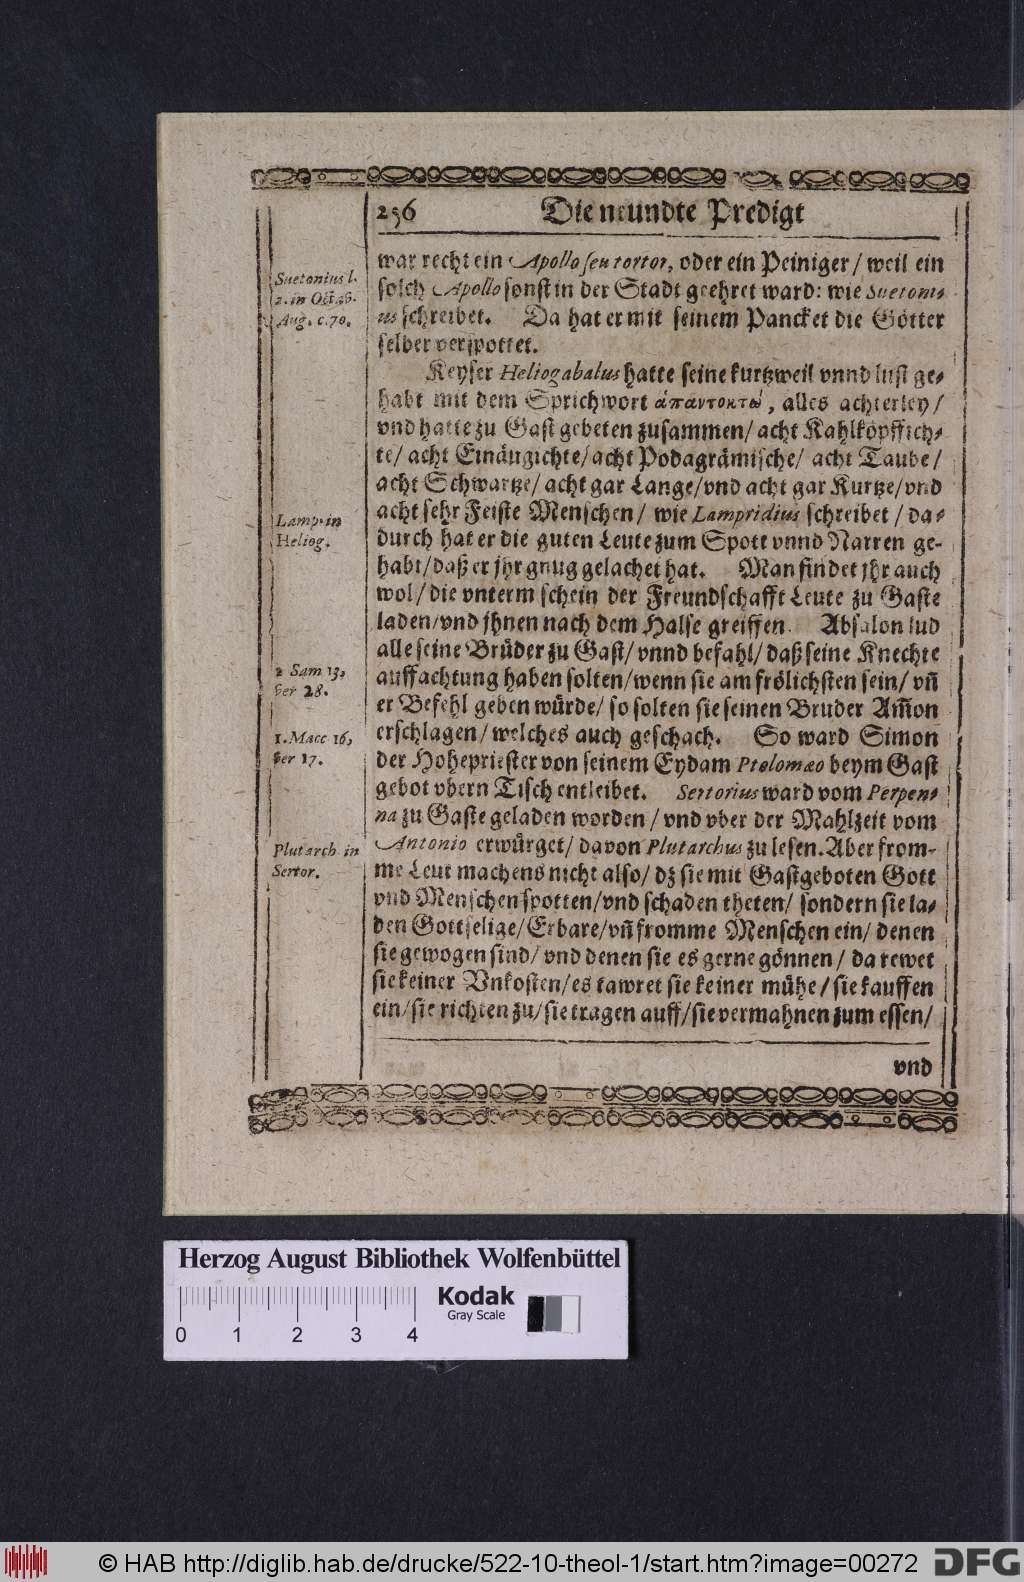 256 Die neundte Predigt
Suetonius l.
2. in Octab.
Aug. c. 70.
war recht ein Apollo seu tortor, oder ein Peiniger / weil ein
solch Apollo sonst in der Stadt geehret ward: wie Suetoni⸗
us schreibet. Da hat er mit seinem Pancket die Götter
selber verspottet.
Keyser Heliogabalus hatte seine kurtzweil vnnd lust ge⸗
habt mit dem Sprichwort ἁπαντοκτώ, alles achterley /
vnd hatte zu Gast gebeten zusammen / acht Kahlköpffich⸗
te / acht Einäugichte / acht Podagrämische / acht Taube /
acht Schwartze / acht gar Lange / vnd acht gar Kurtze / vnd
Lamp. in
Heliog.
acht sehr Feiste Menschen / wie Lampridius schreibet / da⸗
durch hat er die guten Leute zum Spott vnnd Narren ge⸗
habt / daß er jhr gnug gelachet hat. Man findet jhr auch
wol / die vnterm schein der Freundschafft Leute zu Gaste
laden / vnd jhnen nach dem Halse greiffen. Absalon lud
alle seine Brüder zu Gast / vnnd befahl / daß seine Knechte
2 Sam 13,
ver 28.
auffachtung haben solten / wenn sie am frölichsten sein / vn̄
er Befehl geben würde / so solten sie seinen Bruder Am̄on
1. Macc 16,
ver 17.
erschlagen / welches auch geschach. So ward Simon
der Hohepriester von seinem Eydam Ptolomæo beym Gast
gebot vbern Tisch entleibet. Sertorius ward vom Perpen⸗
na zu Gaste geladen worden / vnd vber der Mahlzeit vom
Plutarch in
Sertor.
Antonio erwürget / davon Plutarchus zu lesen. Aber from⸗
me Leut machens nicht also / dz sie mit Gastgeboten Gott
vnd Menschen spotten / vnd schaden theten / sondern sie la⸗
den Gottselige / Erbare / vn̄ fromme Menschen ein / denen
sie gewogen sind / vnd denen sie es gerne gönnen / da rewet
sie keiner Vnkosten / es tawret sie keiner mühe / sie kauffen
ein / sie richten zu / sie tragen auff / sie vermahnen zum essen /
vnd
Herzog August Bibliothek Wolfenbüttel
Kodak
Gray Scale
0 1 2 3 4
© HAB http://diglib.hab.de/drucke/522-10-theol-1/start.htm?image=00272
DFG